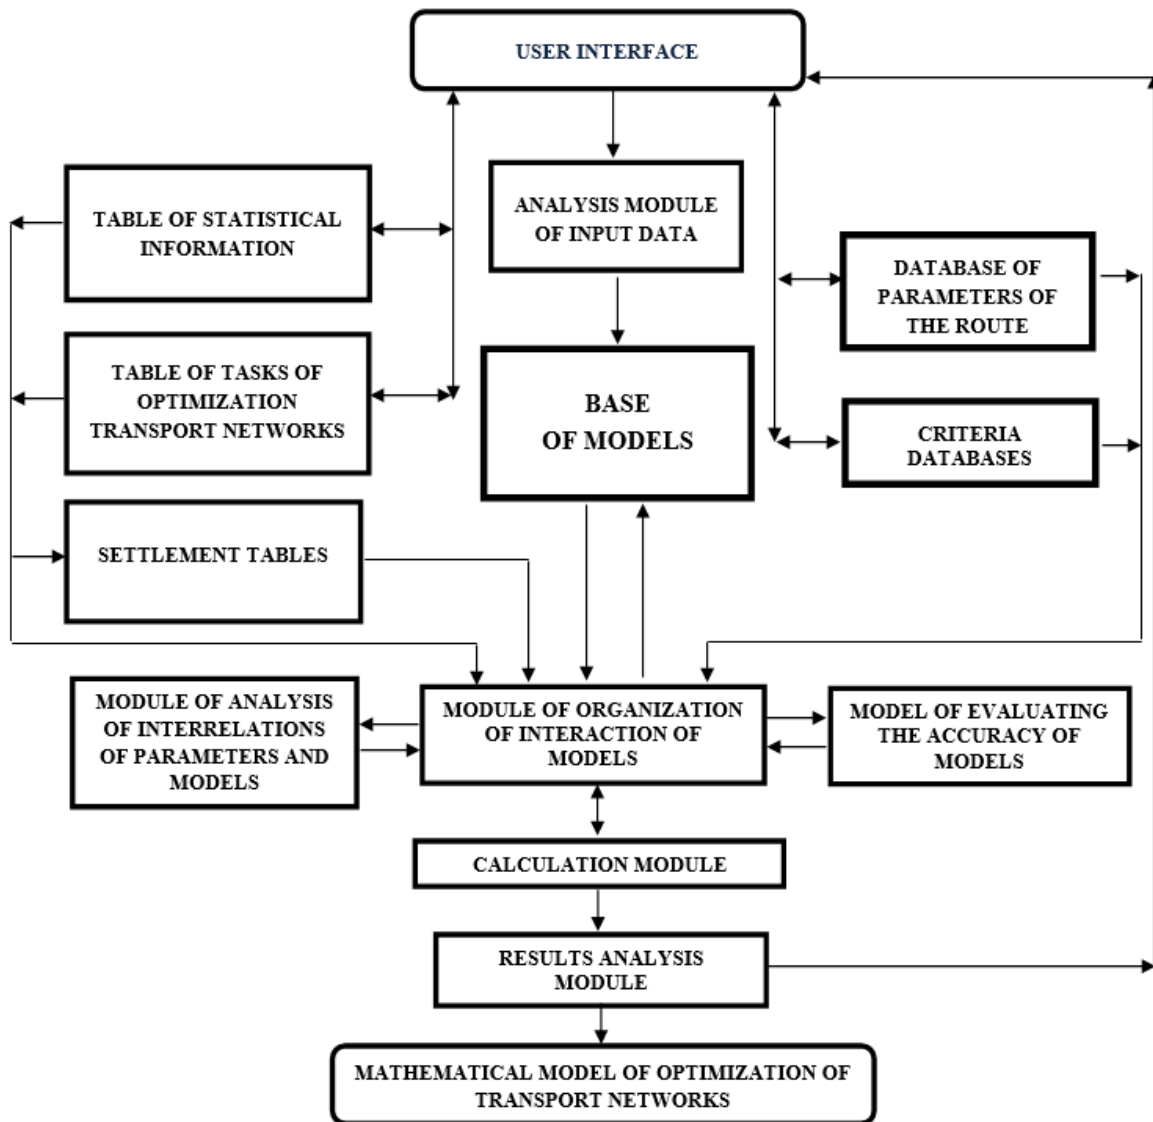 USER INTERFACE
TABLE OF STATISTICAL
INFORMATION
ANALYSIS MODULE
OF INPUT DATA
DATABASE OF
PARAMETERS OF
THE ROUTE
TABLE OF TASKS OF
OPTIMIZATION
TRANSPORT NETWORKS
BASE
OF MODELS
CRITERIA
DATABASES
SETTLEMENT TABLES
MODULE OF ANALYSIS
OF INTERRELATIONS
OF PARAMETERS AND
MODELS
MODULE OF ORGANIZATION
OF INTERACTION OF
MODELS
MODEL OF EVALUATING
THE ACCURACY OF
MODELS
CALCULATION MODULE
RESULTS ANALYSIS
MODULE
MATHEMATICAL MODEL OF OPTIMIZATION OF
TRANSPORT NETWORKS